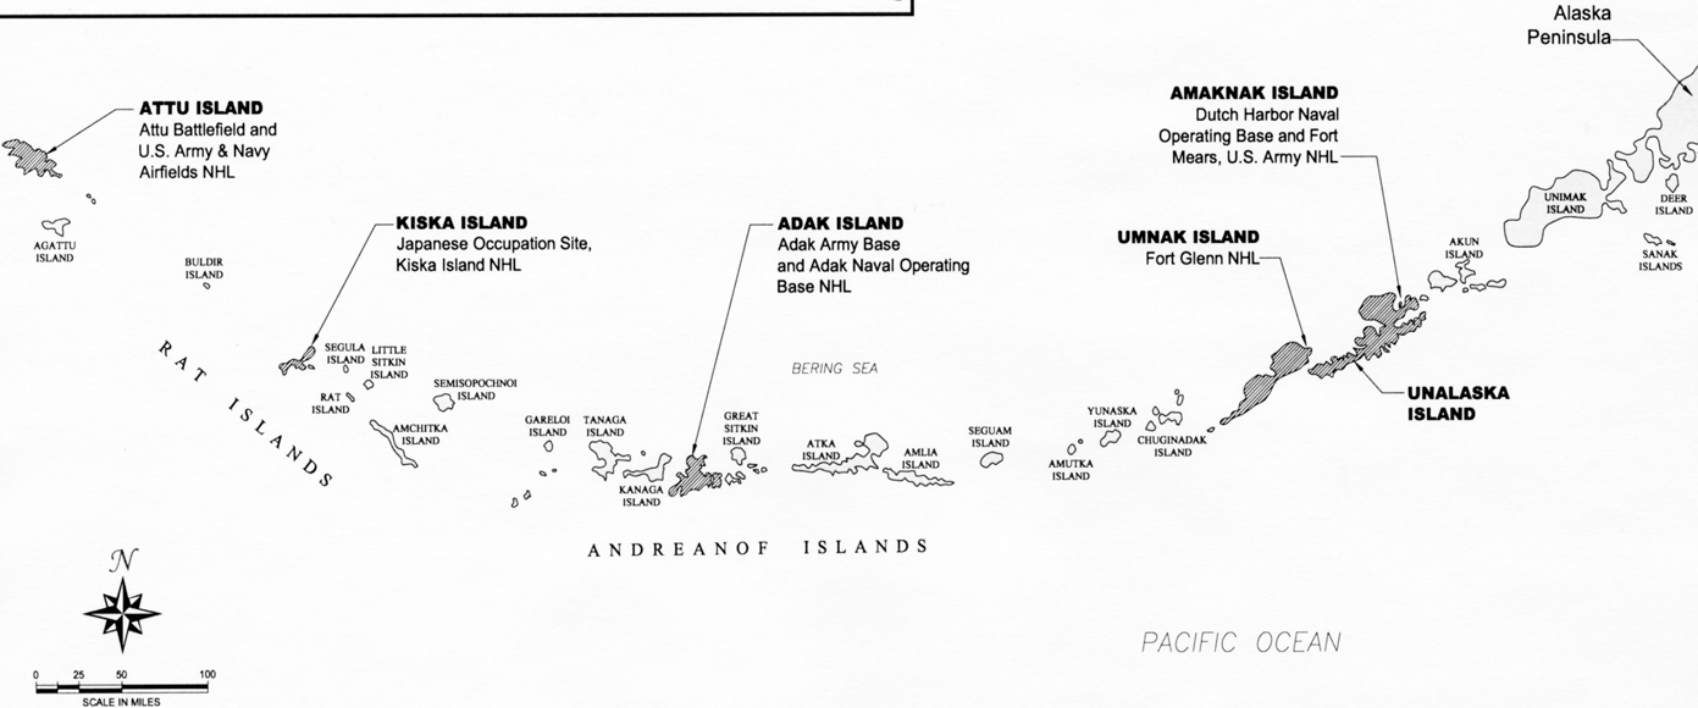 Alaska
Peninsula
ATTU ISLAND
Attu Battlefield and
U.S. Army & Navy
Airfields NHL
AMAKNAK ISLAND
Dutch Harbor Naval
Operating Base and Fort
Mears, U.S. Army NHL
KISKA ISLAND
Japanese Occupation Site,
Kiska Island NHL
ADAK ISLAND
Adak Army Base
and Adak Naval Operating
Base NHL
UMNAK ISLAND
Fort Glenn NHL
UNIMAK
ISLAND
DEER
ISLAND
AKUN
ISLAND
SANAK
ISLANDS
AGATTU
ISLAND
BULDIR
ISLAND
RAT ISLANDS
SEGULA
ISLAND
LITTLE
SITKIN
ISLAND
RAT
ISLAND
SEMISOPOCHNOI
ISLAND
AMCHITKA
ISLAND
BERING SEA
UNALASKA
ISLAND
GARELOI
ISLAND
TANAGA
ISLAND
KANAGA
ISLAND
GREAT
SITKIN
ISLAND
ATKA
ISLAND
AMLIA
ISLAND
SEGUAM
ISLAND
AMUTKA
ISLAND
YUNASKA
ISLAND
CHUGINADAK
ISLAND
ANDREANOF ISLANDS
PACIFIC OCEAN
N
0 25 50 100
SCALE IN MILES